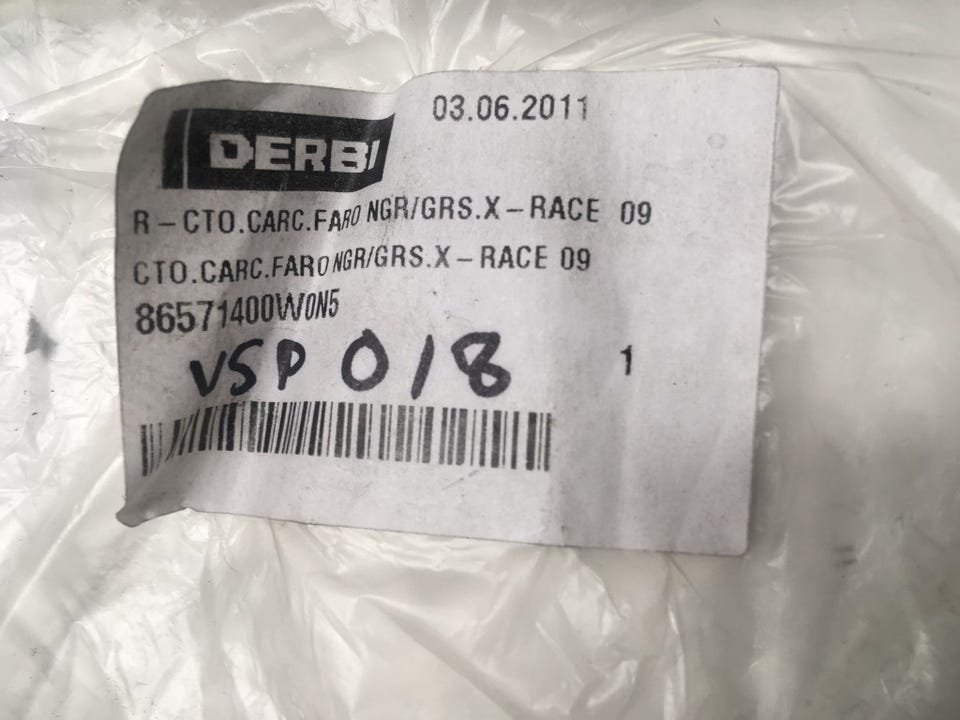 DERBI
03.06.2011
R-CTO.CARC.FARO NGR/GRS.X-RACE 09
CTO.CARC.FARO NGR/GRS.X-RACE 09
86571400W0N5
VSP 018
1